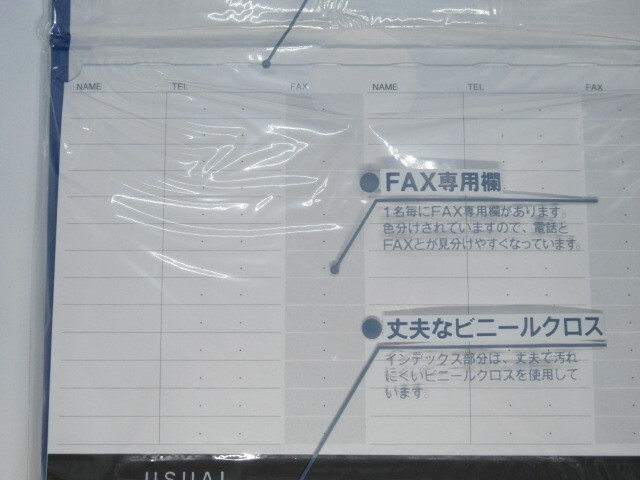 NAME TEL FAX NAME TEL FAX
FAX専用欄
1名毎にFAX専用欄があります。
色分けされていますので、電話と
FAXとが見分けやすくなっています。
丈夫なビニールクロス
インデックス部分は、丈夫で汚れ
にくいビニールクロスを使用して
います。
USUAL